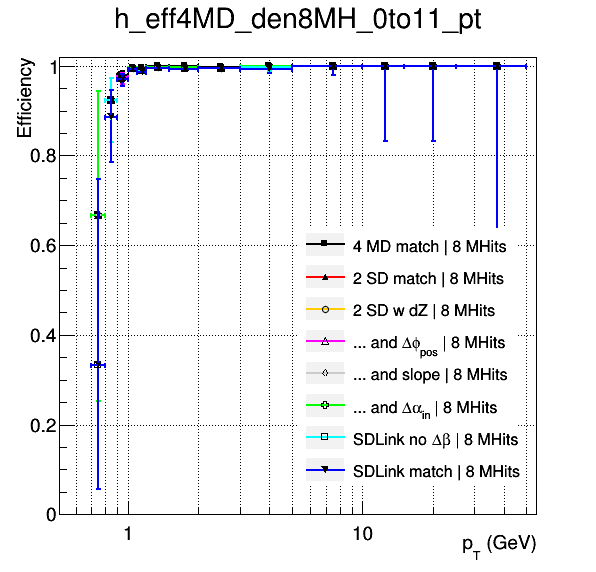 h_eff4MD_den8MH_0to11_pt
Efficiency
1
0.8
0.6
0.4
0.2
0
4 MD match | 8 MHits
2 SD match | 8 MHits
2 SD w dZ | 8 MHits
... and Δϕpos | 8 MHits
... and slope | 8 MHits
... and Δαin | 8 MHits
SDLink no Δβ | 8 MHits
SDLink match | 8 MHits
1 10
pT (GeV)